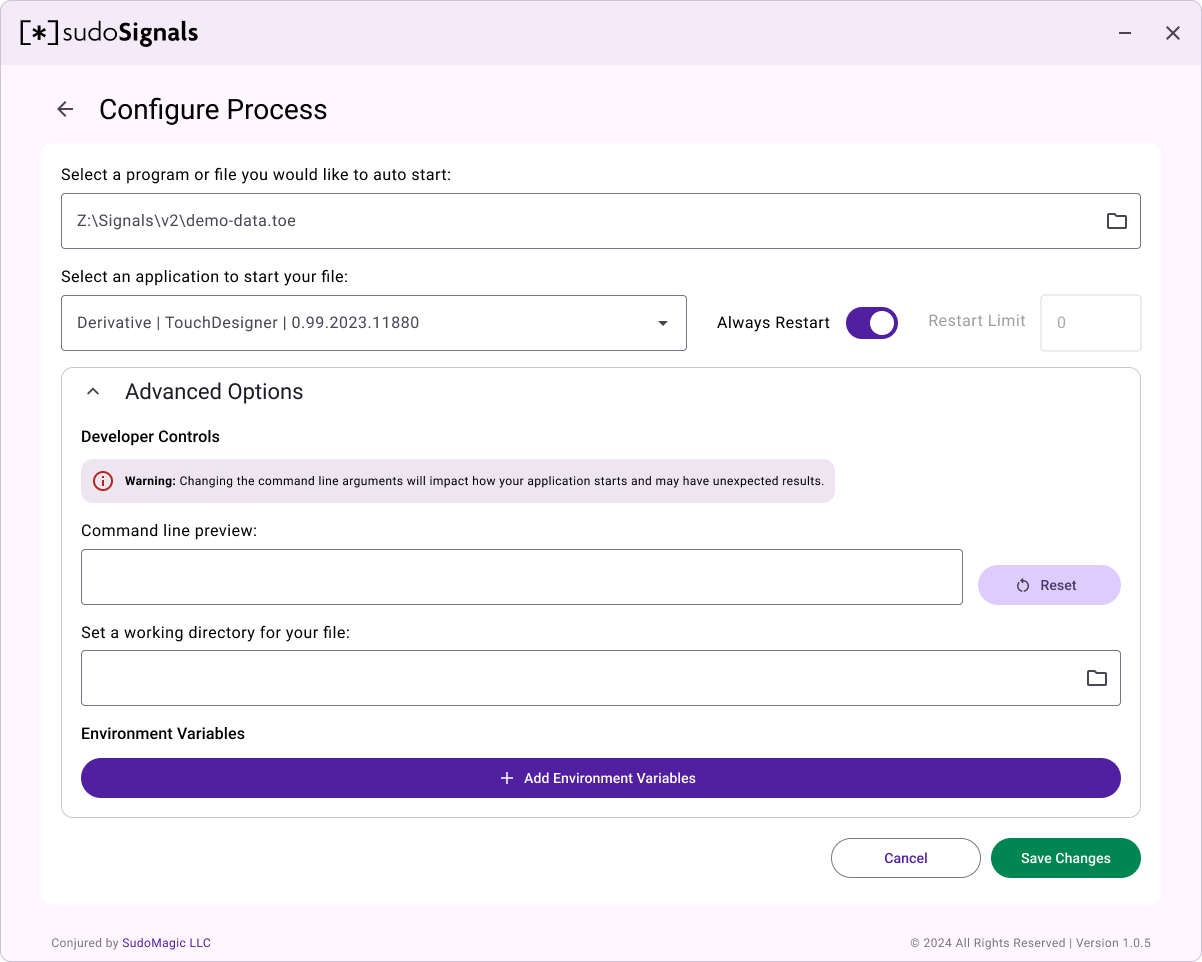 [*]sudoSignals
Configure Process
Select a program or file you would like to auto start:
Z:\Signals\v2\demo-data.toe
Select an application to start your file:
Derivative | TouchDesigner | 0.99.2023.11880
Always Restart
Restart Limit
0
Advanced Options
Developer Controls
Warning: Changing the command line arguments will impact how your application starts and may have unexpected results.
Command line preview:
Reset
Set a working directory for your file:
Environment Variables
Add Environment Variables
Cancel
Save Changes
Conjured by SudoMagic LLC
© 2024 All Rights Reserved | Version 1.0.5